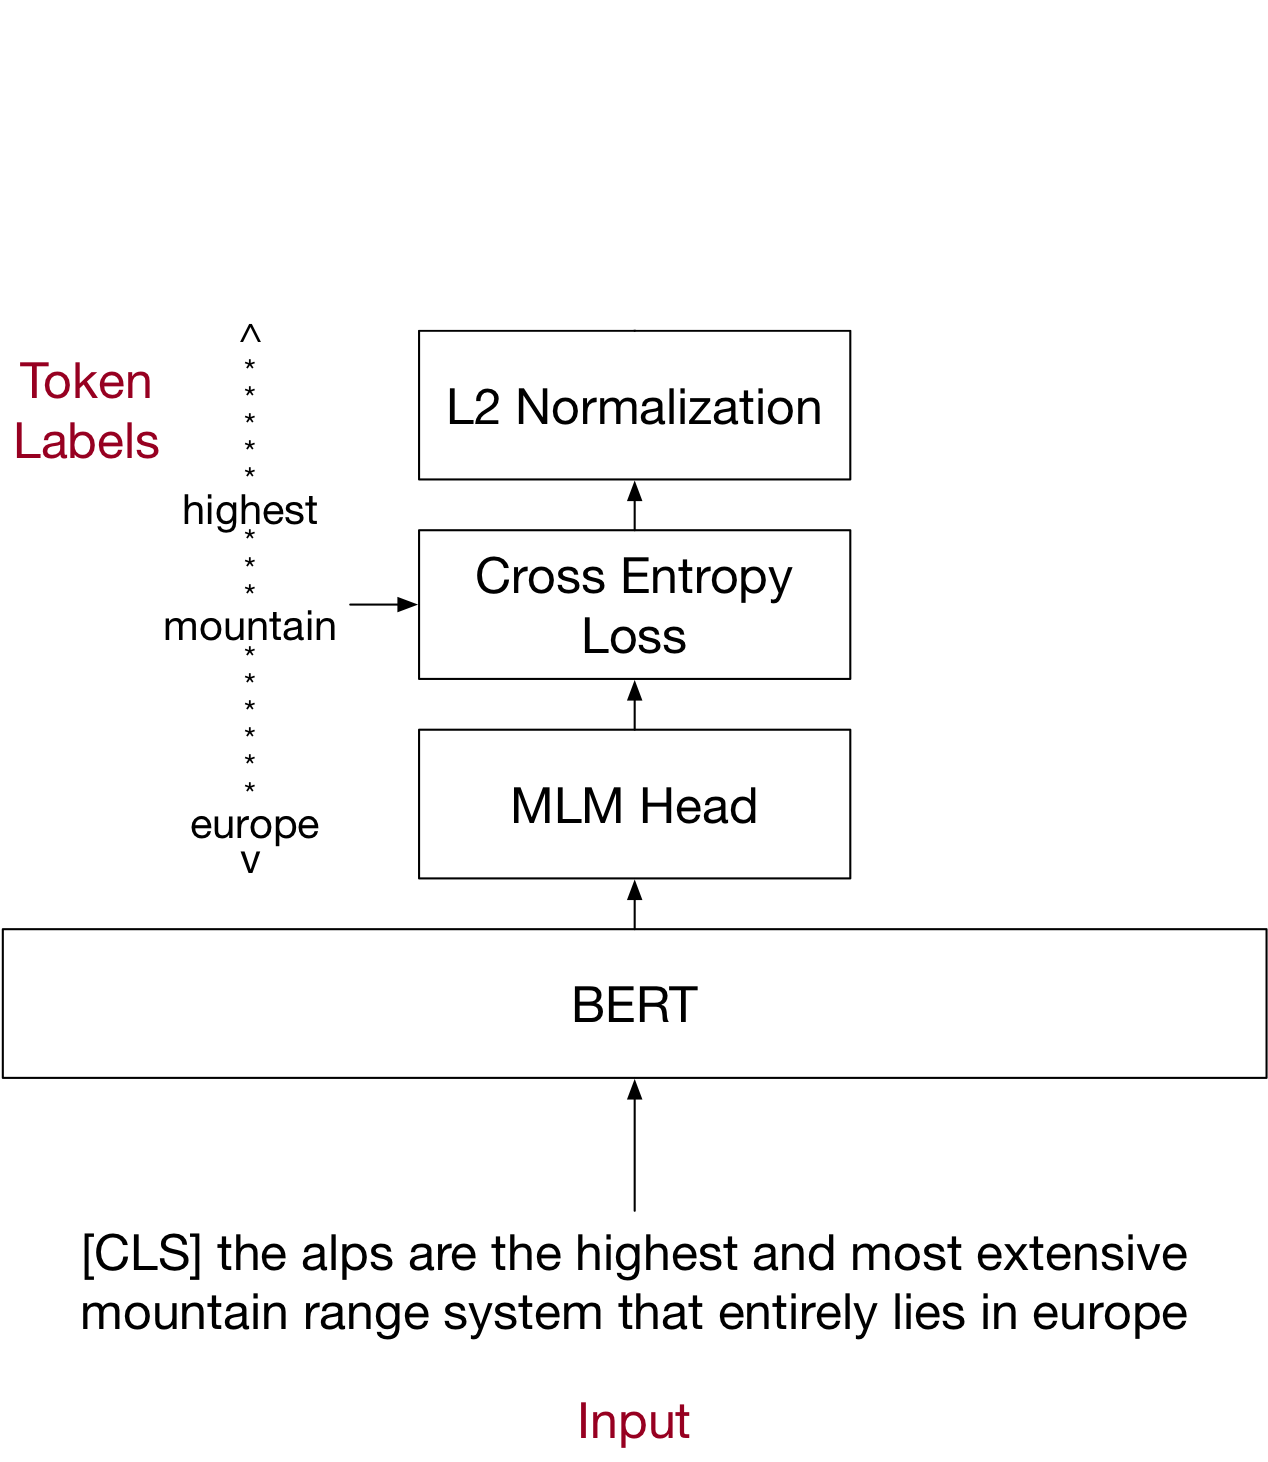 Token
Labels
^
*
*
*
*
*
highest
*
*
*
mountain
*
*
*
*
*
*
europe
v
L2 Normalization
Cross Entropy
Loss
MLM Head
BERT
[CLS] the alps are the highest and most extensive
mountain range system that entirely lies in europe
Input